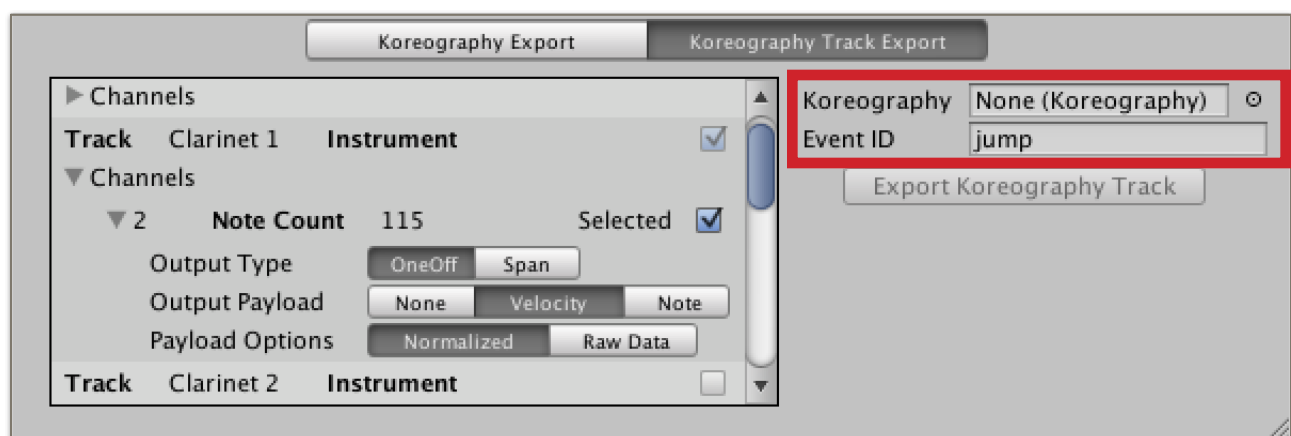 Koreography Export Koreography Track Export
Channels
Track Clarinet 1 Instrument
Channels
2 Note Count 115 Selected
Output Type OneOff Span
Output Payload None Velocity Note
Payload Options Normalized Raw Data
Track Clarinet 2 Instrument
Koreography None (Koreography)
Event ID jump
Export Koreography Track